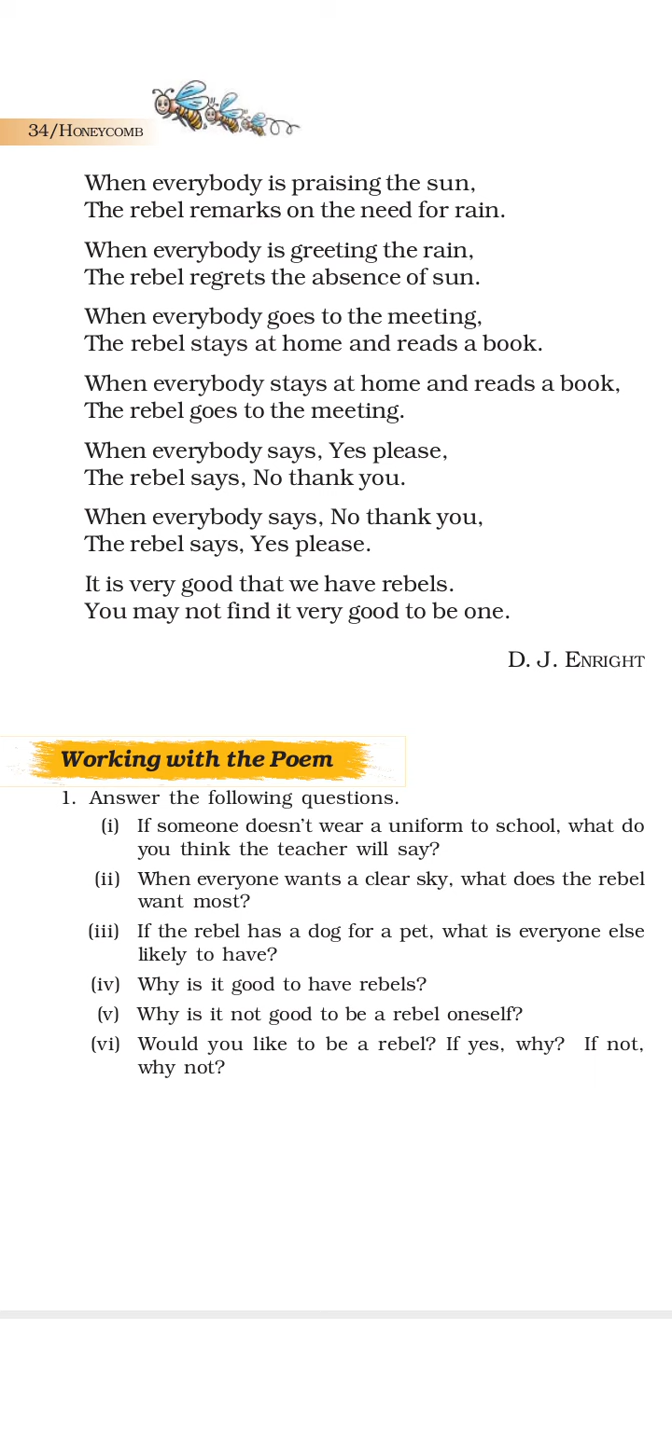 34/HONEYCOMB
When everybody is praising the sun,
The rebel remarks on the need for rain.
When everybody is greeting the rain,
The rebel regrets the absence of sun.
When everybody goes to the meeting,
The rebel stays at home and reads a book.
When everybody stays at home and reads a book,
The rebel goes to the meeting.
When everybody says, Yes please,
The rebel says, No thank you.
When everybody says, No thank you,
The rebel says, Yes please.
It is very good that we have rebels.
You may not find it very good to be one.
D. J. ENRIGHT
Working with the Poem
1. Answer the following questions.
(i) If someone doesn’t wear a uniform to school, what do
you think the teacher will say?
(ii) When everyone wants a clear sky, what does the rebel
want most?
(iii) If the rebel has a dog for a pet, what is everyone else
likely to have?
(iv) Why is it good to have rebels?
(v) Why is it not good to be a rebel oneself?
(vi) Would you like to be a rebel? If yes, why? If not,
why not?